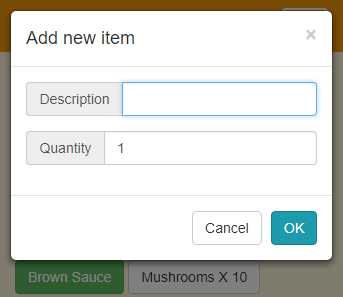 Add new item
×
Description
Quantity 1
Cancel OK
Brown Sauce Mushrooms X 10